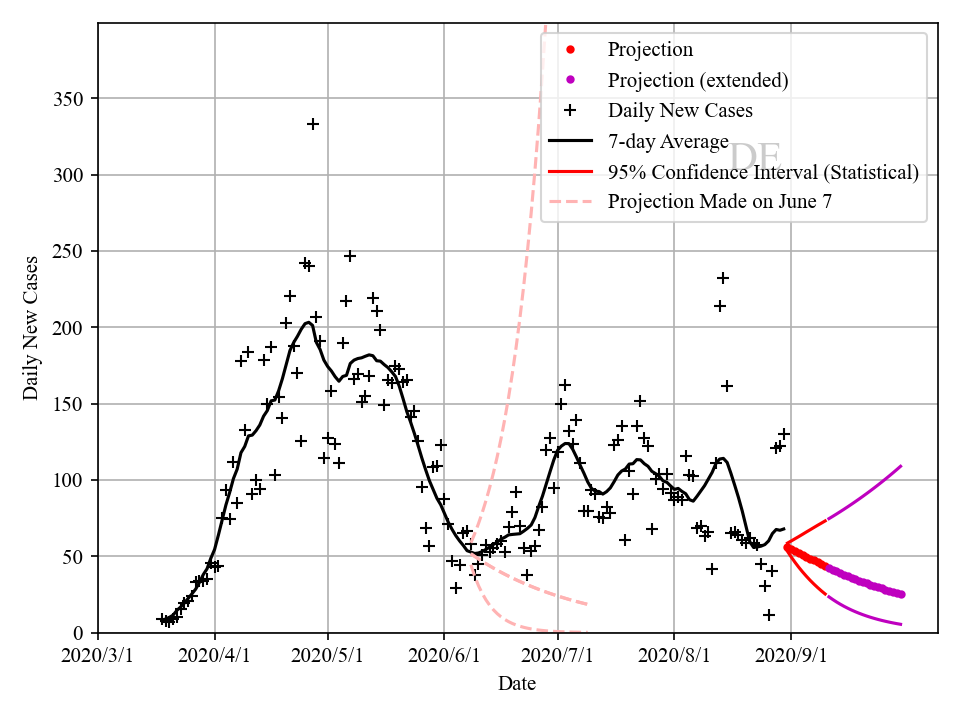 Projection
Projection (extended)
Daily New Cases
7-day Average
DE
95% Confidence Interval (Statistical)
Projection Made on June 7
350
300
250
200
150
100
50
0
Daily New Cases
2020/3/1 2020/4/1 2020/5/1 2020/6/1 2020/7/1 2020/8/1 2020/9/1
Date